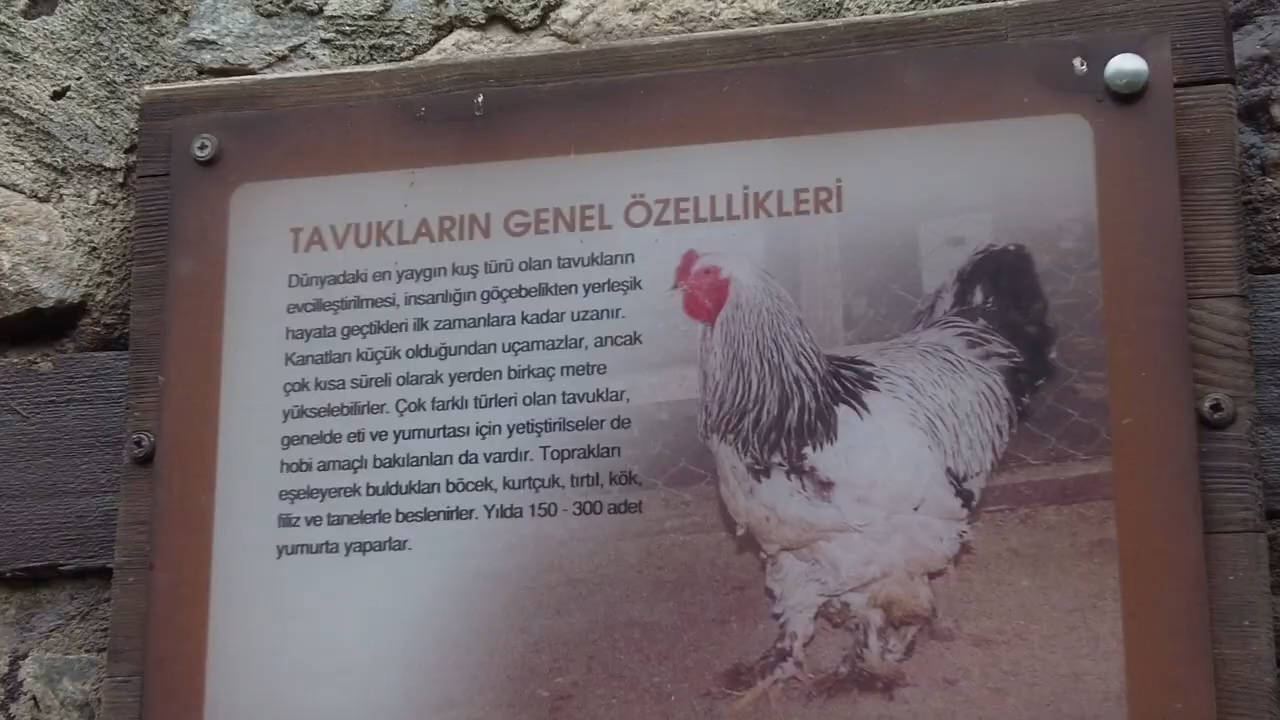 TAVUKLARIN GENEL ÖZELLLİKLERİ
Dünyadaki en yaygın kuş türü olan tavukların
evcilleştirilmesi, insanlığın göçebelikten yerleşik
hayata geçtikleri ilk zamanlara kadar uzanır.
Kanatları küçük olduğundan uçamazlar, ancak
çok kısa süreli olarak yerden birkaç metre
yükselebilirler. Çok farklı türleri olan tavuklar,
genelde eti ve yumurtası için yetiştirilseler de
hobi amaçlı bakılanları da vardır. Toprakları
eşeleyerek buldukları böcek, kurtçuk, tırtıl, kök,
filiz ve tanelerle beslenirler. Yılda 150 - 300 adet
yumurta yaparlar.